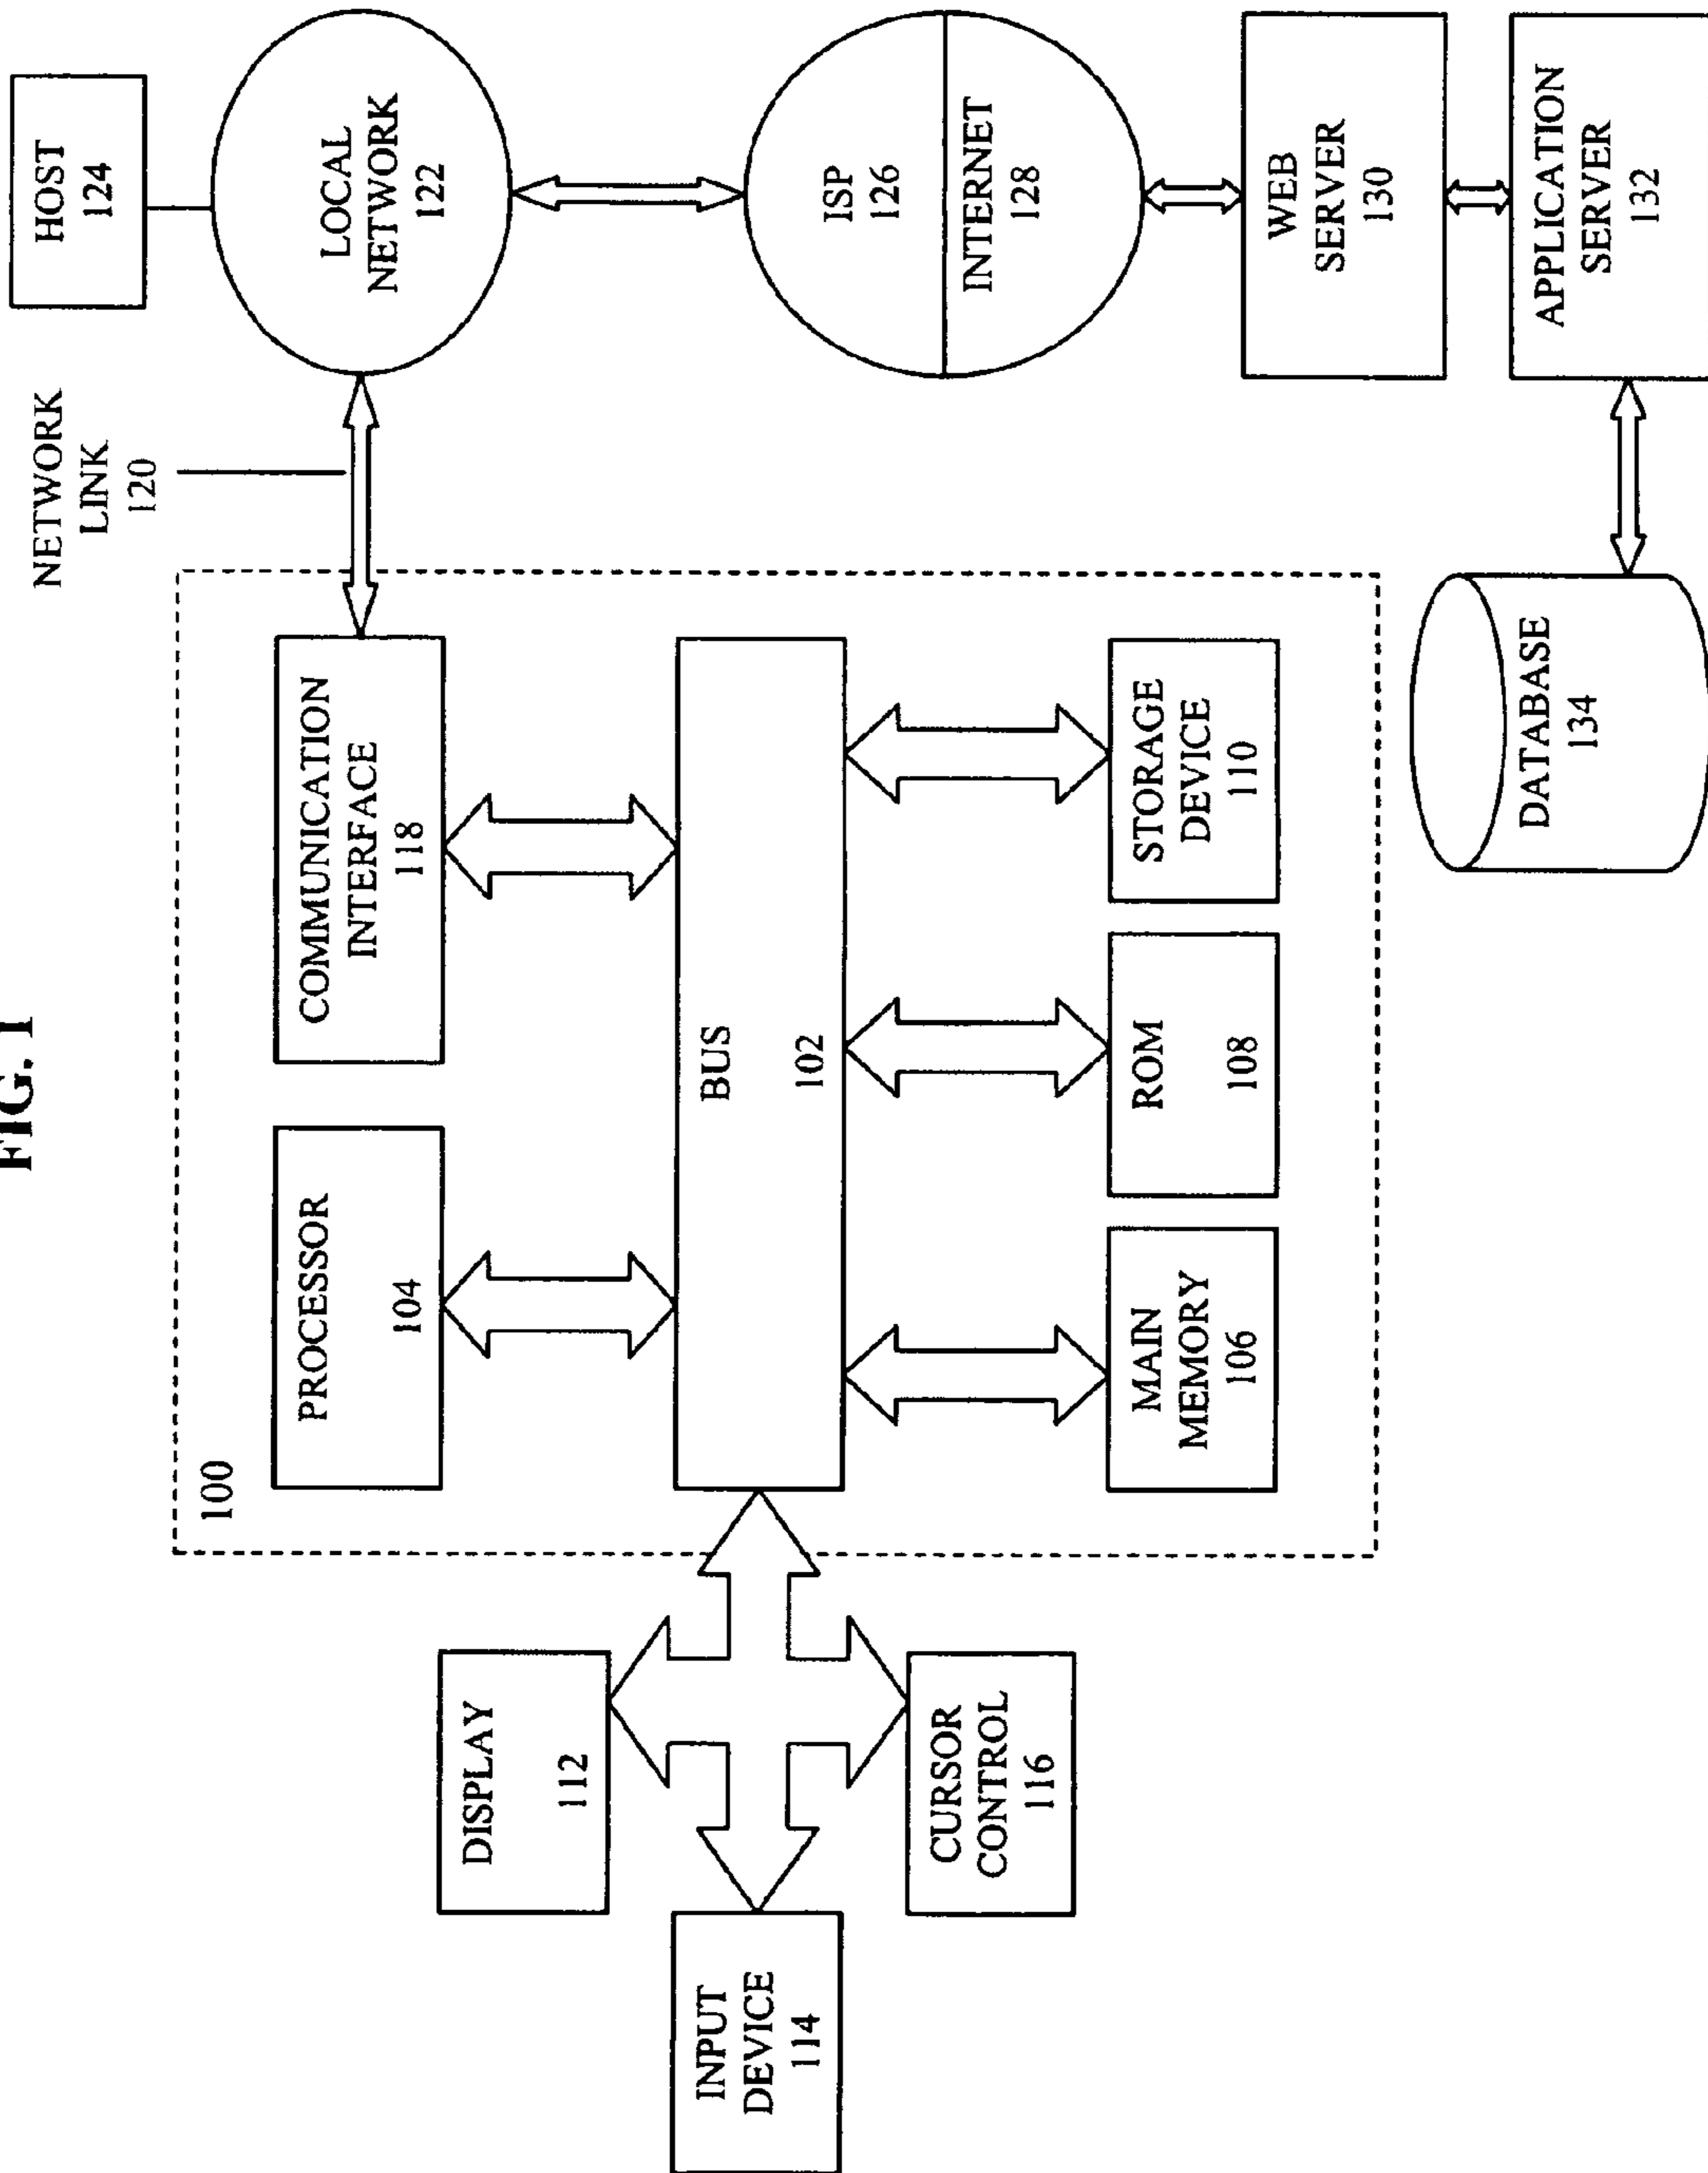 FIG. 1
100
PROCESSOR
104
COMMUNICATION
INTERFACE
118
NETWORK
LINK
120
HOST
124
LOCAL
NETWORK
122
DISPLAY
112
INPUT
DEVICE
114
CURSOR
CONTROL
116
BUS
102
MAIN
MEMORY
106
ROM
108
STORAGE
DEVICE
110
ISP
126
INTERNET
128
WEB
SERVER
130
APPLICATION
SERVER
132
DATABASE
134